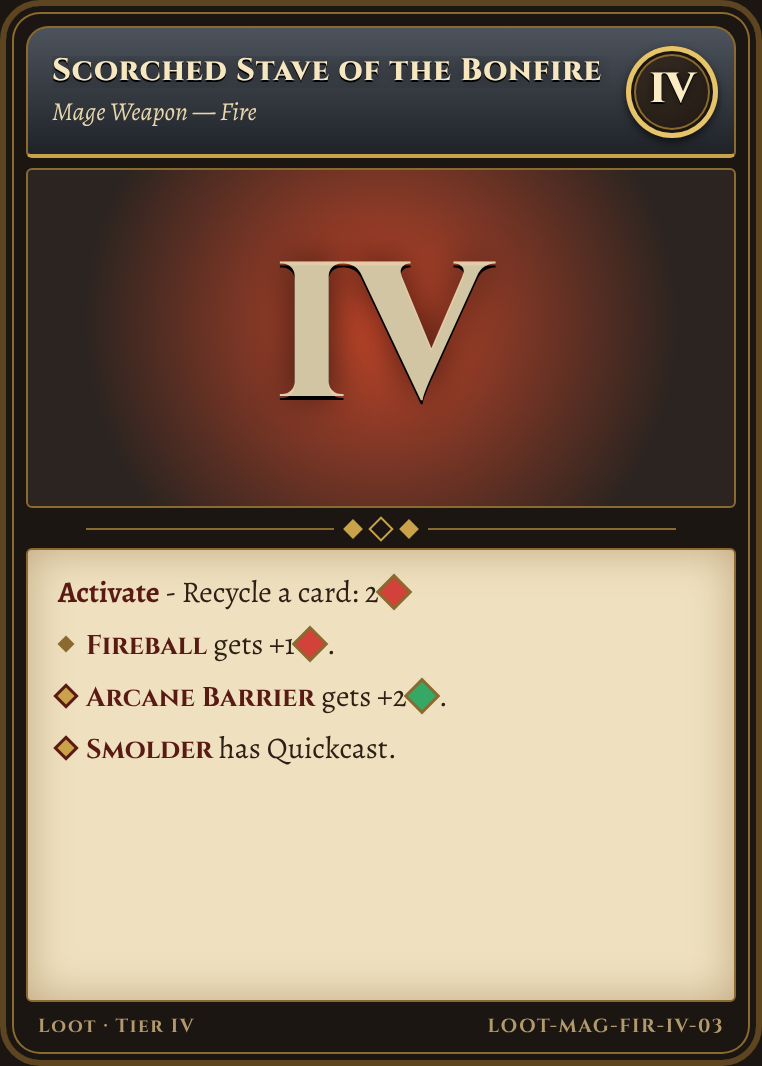 Scorched Stave of the Bonfire
Mage Weapon — Fire
IV
IV
Activate - Recycle a card: 2
Fireball gets +1.
Arcane Barrier gets +2.
Smolder has Quickcast.
Loot · Tier IV
LOOT-MAG-FIR-IV-03